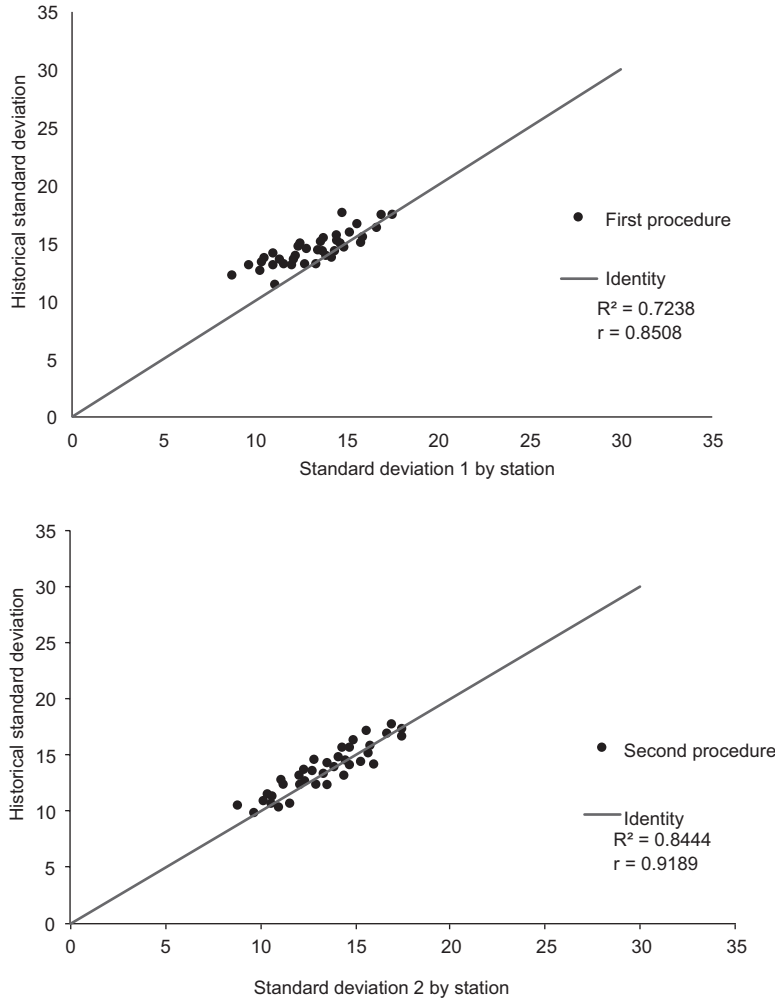 35
30
25
20
15
10
5
0
Historical standard deviation
First procedure
Identity
R² = 0.7238
r = 0.8508
0 5 10 15 20 25 30 35
Standard deviation 1 by station
35
30
25
20
15
10
5
0
Historical standard deviation
Second procedure
Identity
R² = 0.8444
r = 0.9189
0 5 10 15 20 25 30 35
Standard deviation 2 by station